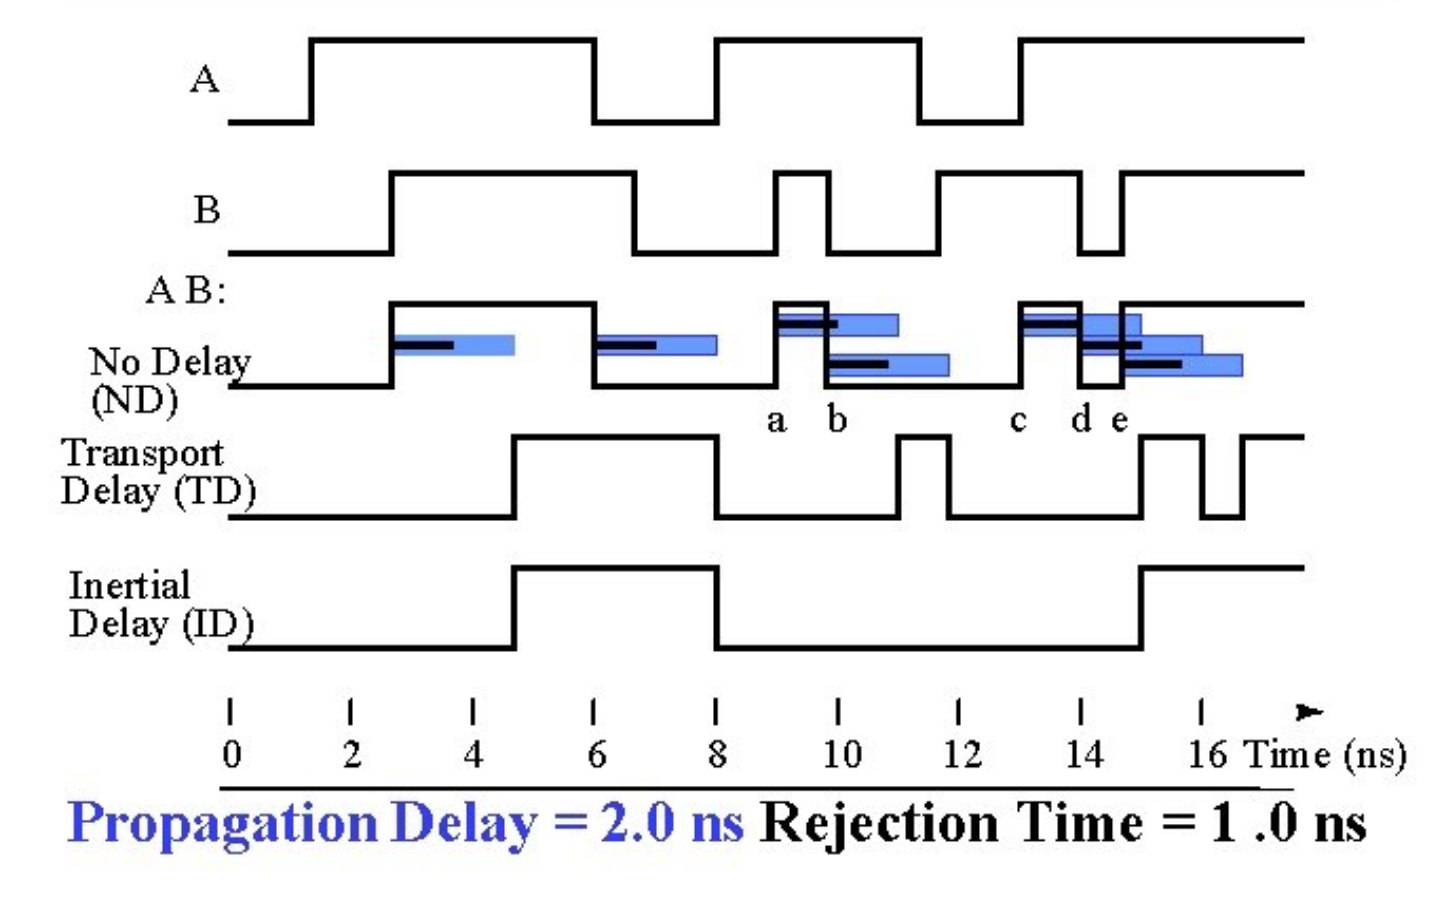 A
B
A B:
No Delay
(ND)
a b c d e
Transport
Delay (TD)
Inertial
Delay (ID)
0 2 4 6 8 10 12 14 16 Time (ns)
Propagation Delay = 2.0 ns Rejection Time = 1 .0 ns